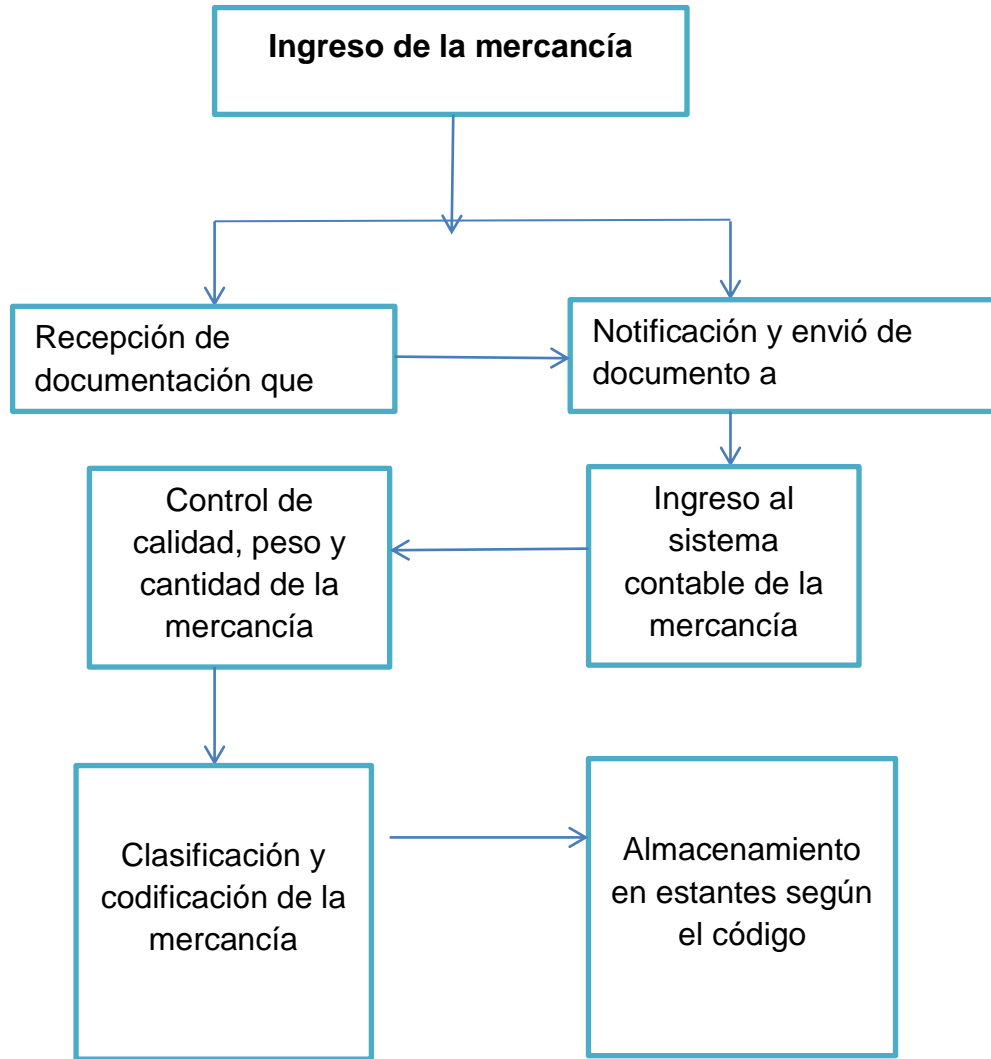 Ingreso de la mercancía
Recepción de
documentación que
Notificación y envió de
documento a
Control de
calidad, peso y
cantidad de la
mercancía
Ingreso al
sistema
contable de la
mercancía
Clasificación y
codificación de la
mercancía
Almacenamiento
en estantes según
el código